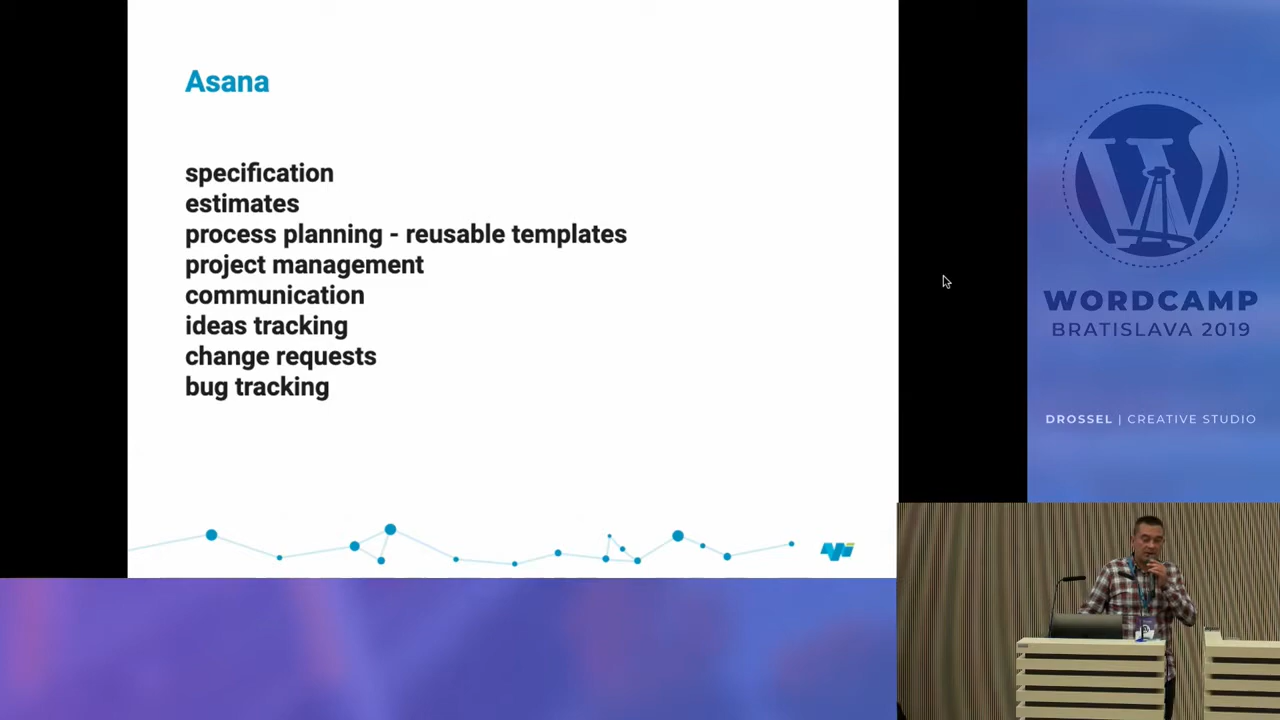 Asana
specification
estimates
process planning - reusable templates
project management
communication
ideas tracking
change requests
bug tracking
WORDCAMP
BRATISLAVA 2019
DROSSEL | CREATIVE STUDIO